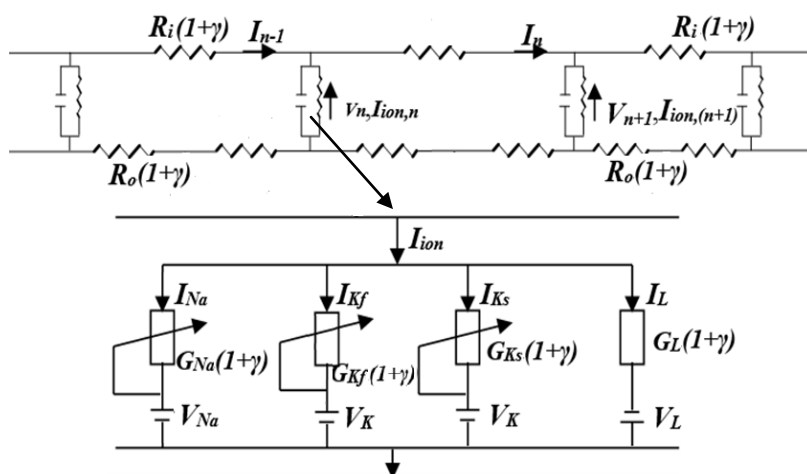 Ri(1+γ) In-1 In Ri(1+γ)
Vn,Iion,n Vn+1,Iion,(n+1)
Ro(1+γ) Ro(1+γ)
Iion
INa IKf IKs IL
GNa(1+γ) GKf(1+γ) GKs(1+γ) GL(1+γ)
VNa VK VK VL